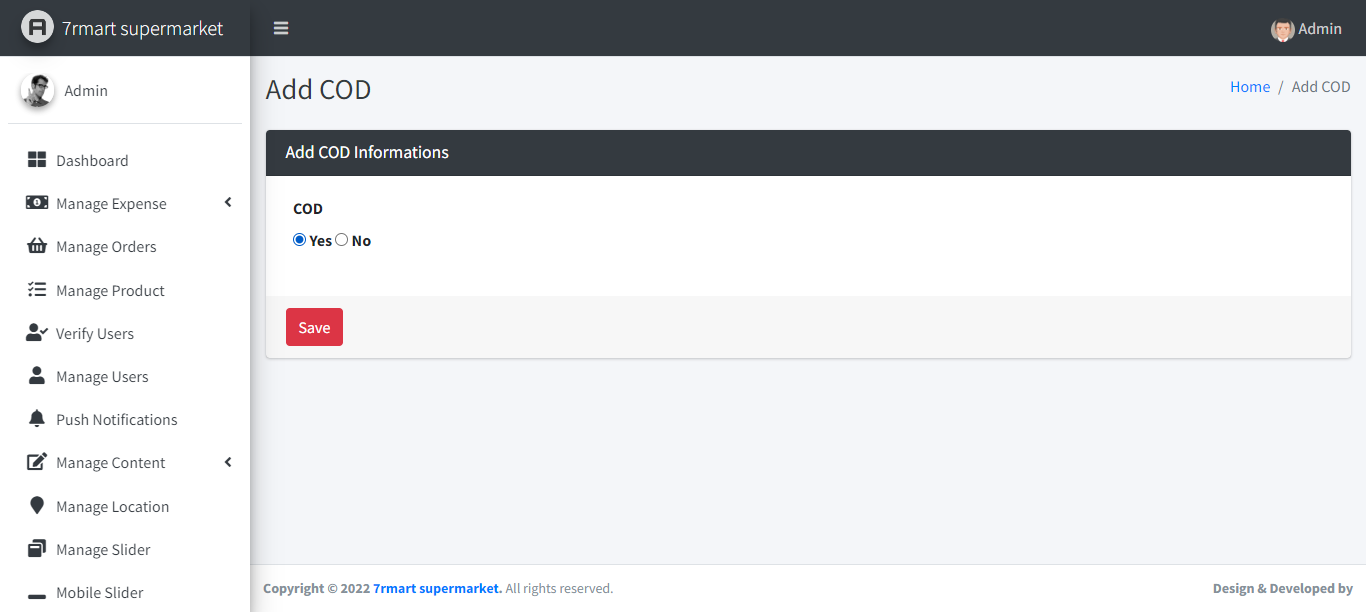 7rmart supermarket
Admin
Admin
Dashboard
Manage Expense
Manage Orders
Manage Product
Verify Users
Manage Users
Push Notifications
Manage Content
Manage Location
Manage Slider
Mobile Slider
Add COD
Home / Add COD
Add COD Informations
COD
Yes No
Save
Copyright © 2022 7rmart supermarket. All rights reserved.
Design & Developed by